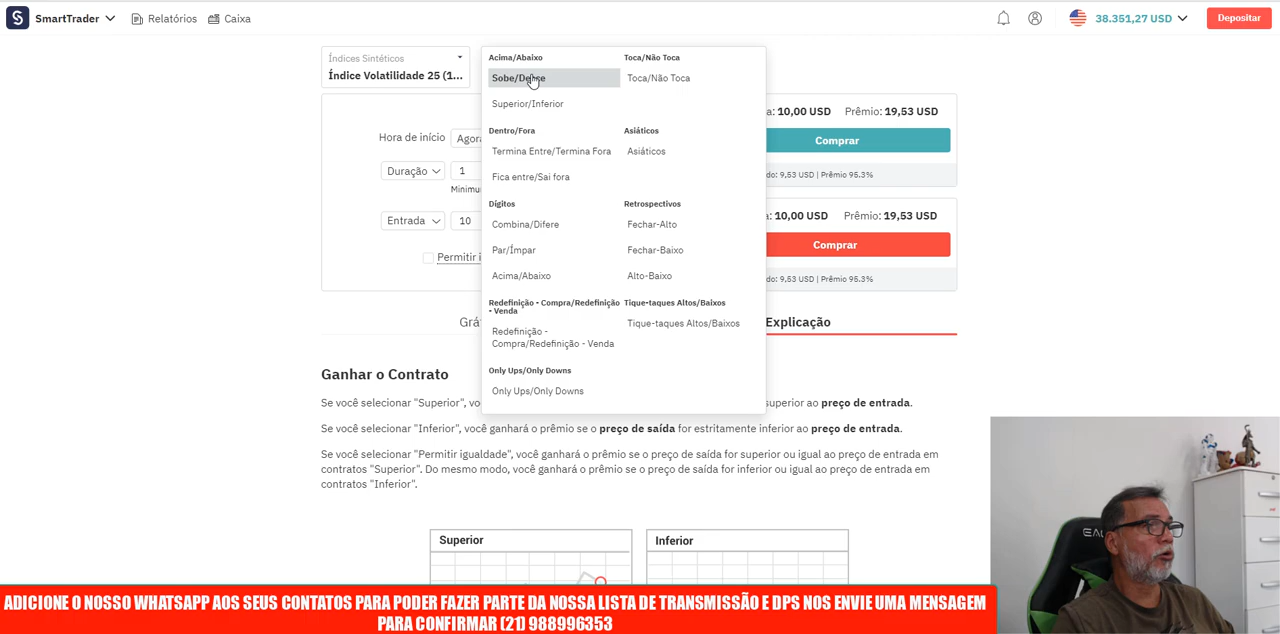 SmartTrader
Relatórios
Caixa
38.351,27 USD
Depositar
Índices Sintéticos
Índice Volatilidade 25 (1...
Hora de início
Agora
Duração
1
Entrada
10
Acima/Abaixo
Sobe/Desce
Superior/Inferior
Dentro/Fora
Termina Entre/Termina Fora
Fica entre/Sai fora
Dígitos
Combina/Difere
Par/Ímpar
Acima/Abaixo
Redefinição - Compra/Redefinição
- Venda
Redefinição -
Compra/Redefinição - Venda
Only Ups/Only Downs
Only Ups/Only Downs
Toca/Não Toca
Toca/Não Toca
Asiáticos
Asiáticos
Retrospectivos
Fechar-Alto
Fechar-Baixo
Alto-Baixo
Tique-taques Altos/Baixos
Tique-taques Altos/Baixos
a: 10,00 USD Prêmio: 19,53 USD
Comprar
do: 9,53 USD | Prêmio 95.3%
a: 10,00 USD Prêmio: 19,53 USD
Comprar
do: 9,53 USD | Prêmio 95.3%
Permitir i
Explicação
Ganhar o Contrato
Se você selecionar "Superior", vo superior ao preço de entrada.
Se você selecionar "Inferior", você ganhará o prêmio se o preço de saída for estritamente inferior ao preço de entrada.
Se você selecionar "Permitir igualdade", você ganhará o prêmio se o preço de saída for superior ou igual ao preço de entrada em
contratos "Superior". Do mesmo modo, você ganhará o prêmio se o preço de saída for inferior ou igual ao preço de entrada em
contratos "Inferior".
Superior
Inferior
ADICIONE O NOSSO WHATSAPP AOS SEUS CONTATOS PARA PODER FAZER PARTE DA NOSSA LISTA DE TRANSMISSÃO E DPS NOS ENVIE UMA MENSAGEM
PARA CONFIRMAR (21) 988996353